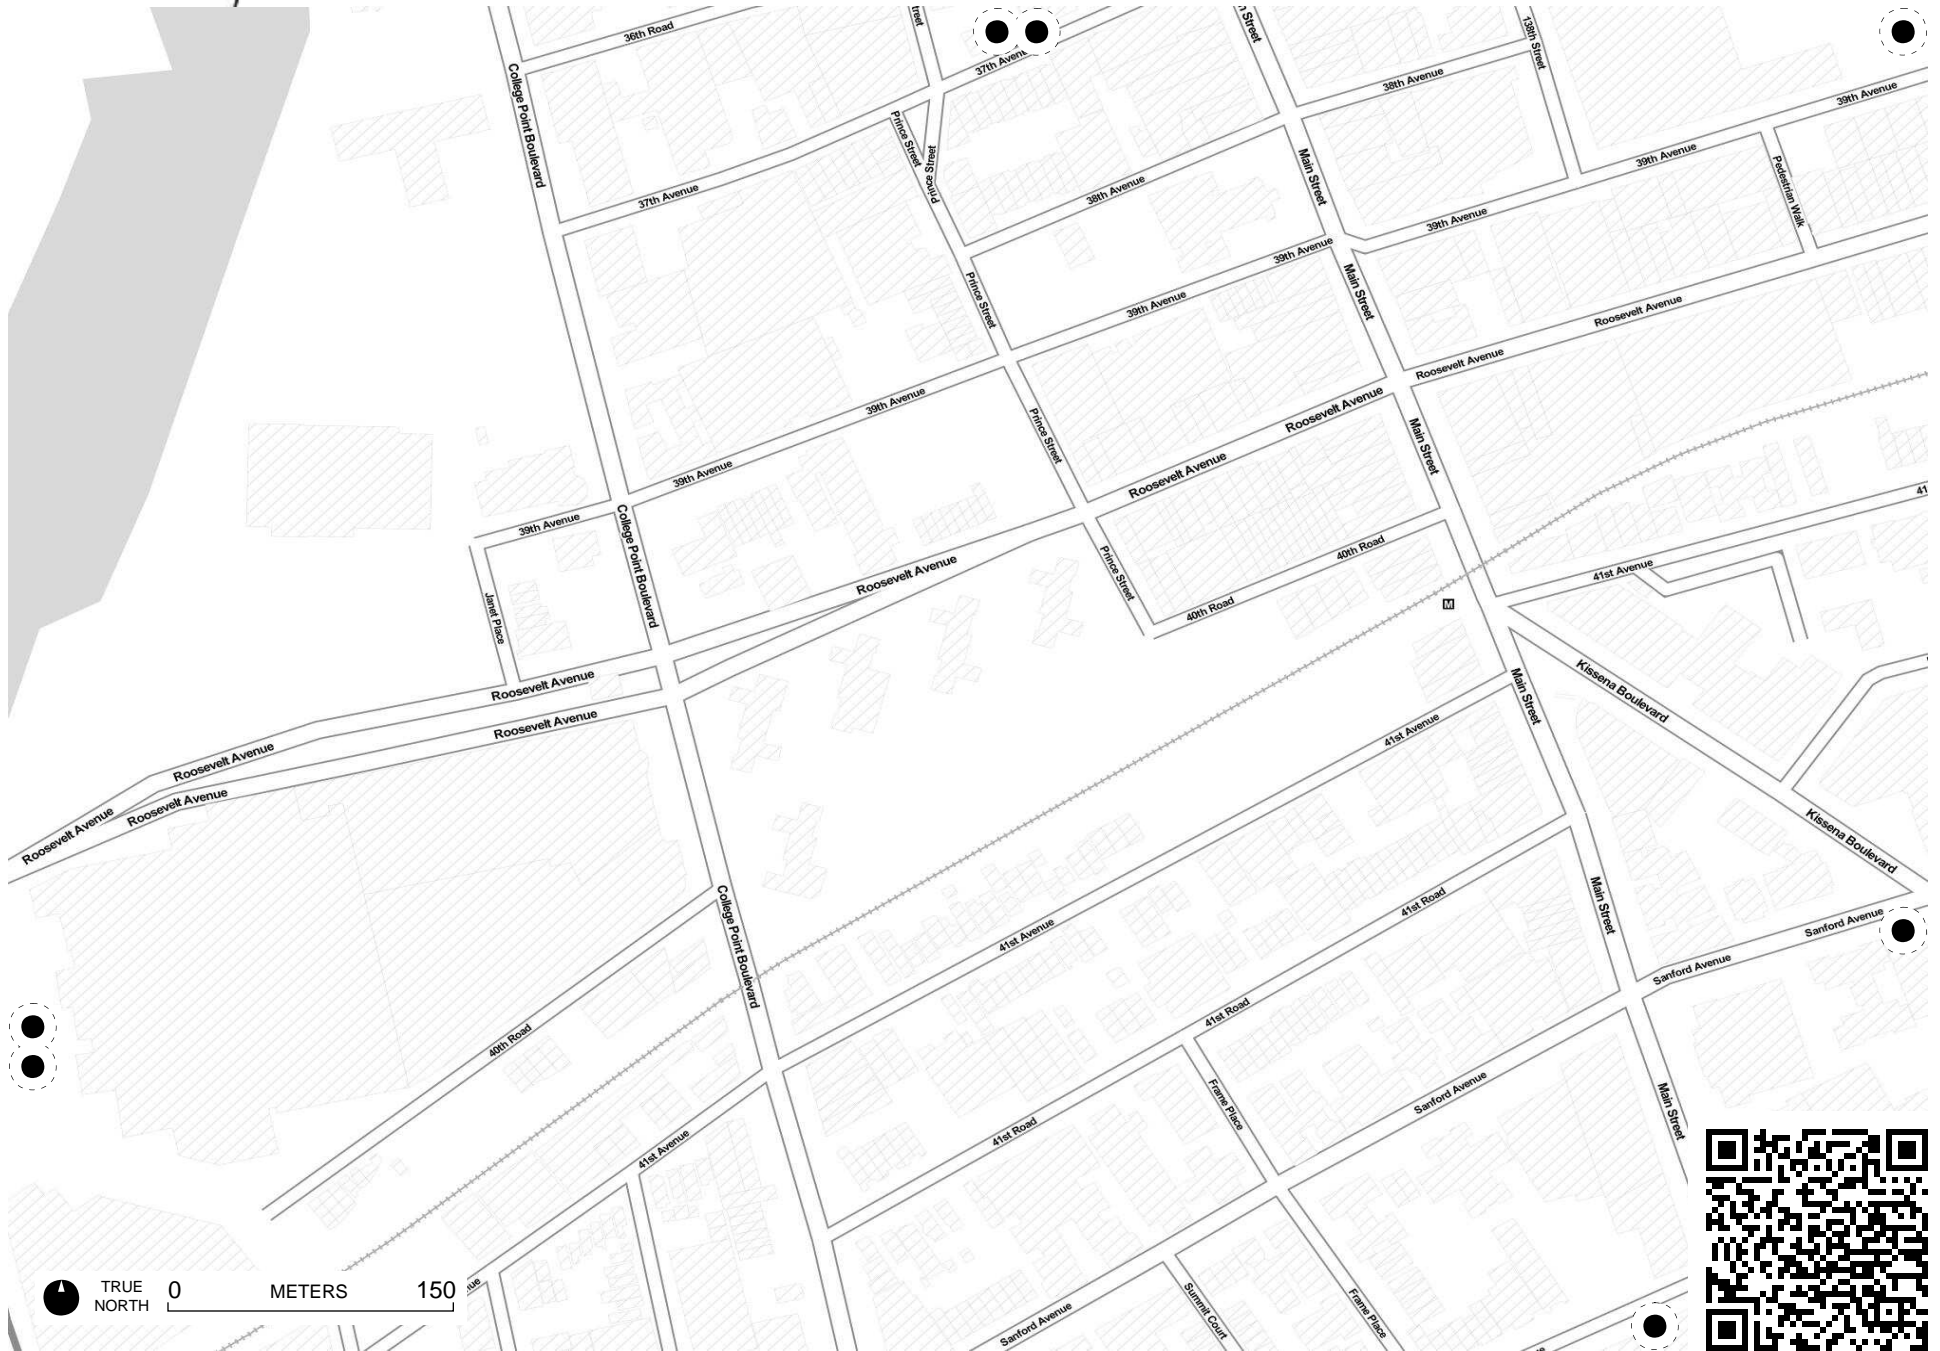 36th Road
reet
37th Aven
n Street
138th Street
38th Avenue
39th Avenue
College Point Boulevard
Prince Street
Prince Street
37th Avenue
38th Avenue
Main Street
39th Avenue
Pedestrian Walk
39th Avenue
39th Avenue
Main Street
Prince Street
39th Avenue
Roosevelt Avenue
Roosevelt Avenue
39th Avenue
Prince Street
Roosevelt Avenue
Main Street
Roosevelt Avenue
39th Avenue
41
39th Avenue
College Point Boulevard
Roosevelt Avenue
Prince Street
40th Road
41st Avenue
Janet Place
40th Road
M
Roosevelt Avenue
Roosevelt Avenue
Main Street
Kissena Boulevard
41st Avenue
Roosevelt Avenue
Roosevelt Avenue
Roosevelt Avenue
Kissena Boulevard
College Point Boulevard
41st Avenue
41st Road
Main Street
Sanford Avenue
Sanford Avenue
40th Road
41st Road
Frame Place
Sanford Avenue
Main Street
41st Road
41st Avenue
TRUE
NORTH
0 METERS 150
nue
Sanford Avenue
Summit Court
Frame Place